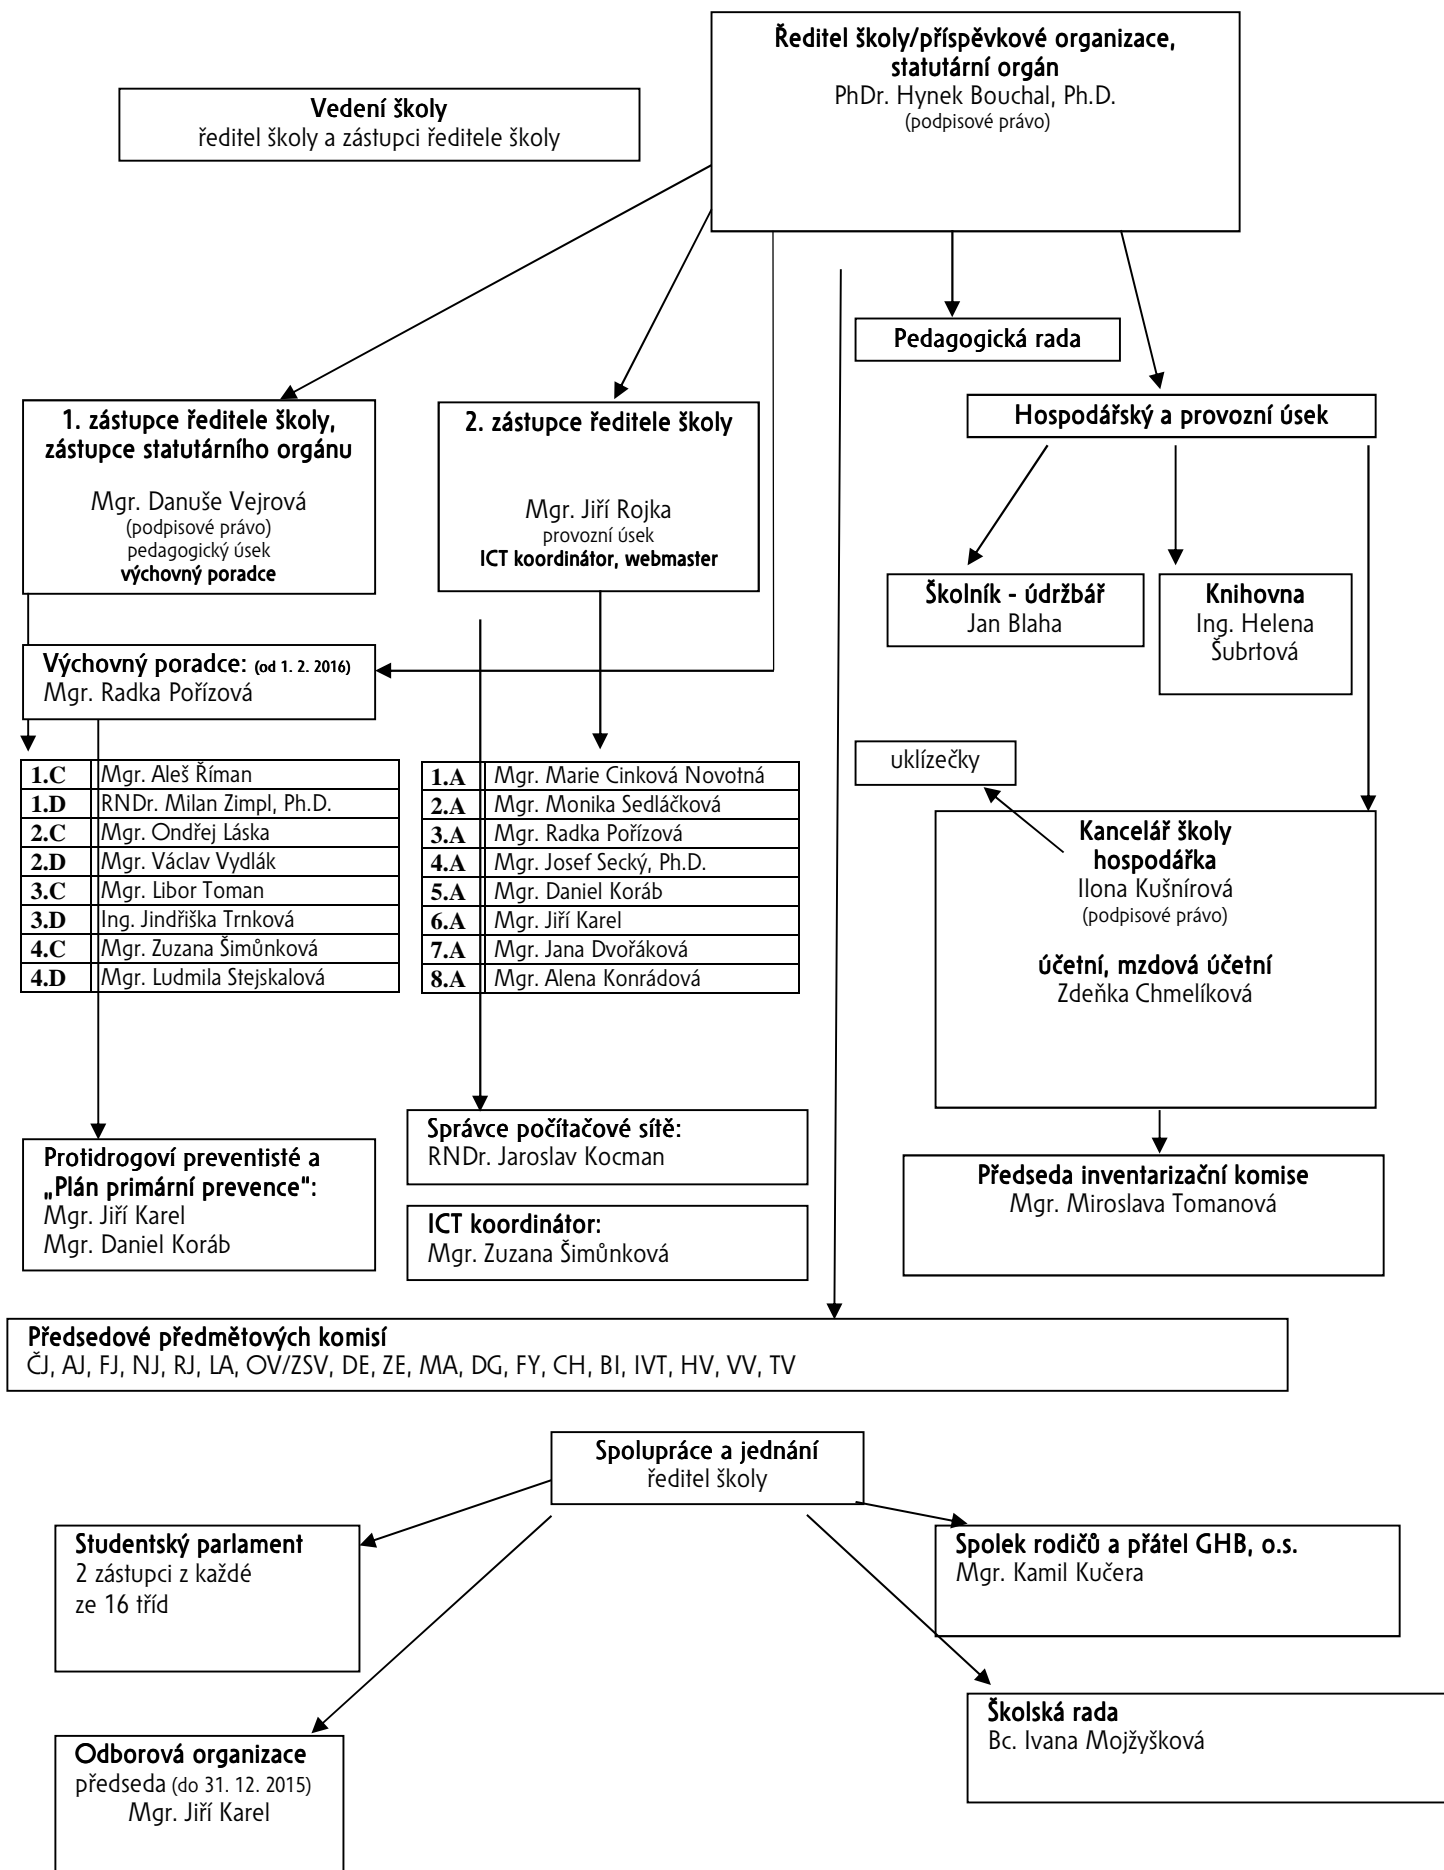 Ředitel školy/příspěvkové organizace,
statutární orgán
PhDr. Hynek Bouchal, Ph.D.
(podpisové právo)
Vedení školy
ředitel školy a zástupci ředitele školy
Pedagogická rada
1. zástupce ředitele školy,
zástupce statutárního orgánu
Mgr. Danuše Vejrová
(podpisové právo)
pedagogický úsek
výchovný poradce
2. zástupce ředitele školy
Mgr. Jiří Rojka
provozní úsek
ICT koordinátor, webmaster
Hospodářský a provozní úsek
Školník - údržbář
Jan Blaha
Knihovna
Ing. Helena
Šubrtová
Výchovný poradce: (od 1. 2. 2016)
Mgr. Radka Pořízová
1.C Mgr. Aleš Říman
1.D RNDr. Milan Zimpl, Ph.D.
2.C Mgr. Ondřej Láska
2.D Mgr. Václav Vydlák
3.C Mgr. Libor Toman
3.D Ing. Jindřiška Trnková
4.C Mgr. Zuzana Šimůnková
4.D Mgr. Ludmila Stejskalová
1.A Mgr. Marie Cinková Novotná
2.A Mgr. Monika Sedláčková
3.A Mgr. Radka Pořízová
4.A Mgr. Josef Secký, Ph.D.
5.A Mgr. Daniel Koráb
6.A Mgr. Jiří Karel
7.A Mgr. Jana Dvořáková
8.A Mgr. Alena Konrádová
uklízečky
Kancelář školy
hospodářka
Ilona Kušnírová
(podpisové právo)
účetní, mzdová účetní
Zdeňka Chmelíková
Protidrogoví preventisté a
„Plán primární prevence":
Mgr. Jiří Karel
Mgr. Daniel Koráb
Správce počítačové sítě:
RNDr. Jaroslav Kocman
ICT koordinátor:
Mgr. Zuzana Šimůnková
Předseda inventarizační komise
Mgr. Miroslava Tomanová
Předsedové předmětových komisí
ČJ, AJ, FJ, NJ, RJ, LA, OV/ZSV, DE, ZE, MA, DG, FY, CH, BI, IVT, HV, VV, TV
Spolupráce a jednání
ředitel školy
Studentský parlament
2 zástupci z každé
ze 16 tříd
Spolek rodičů a přátel GHB, o.s.
Mgr. Kamil Kučera
Odborová organizace
předseda (do 31. 12. 2015)
Mgr. Jiří Karel
Školská rada
Bc. Ivana Mojžyšková